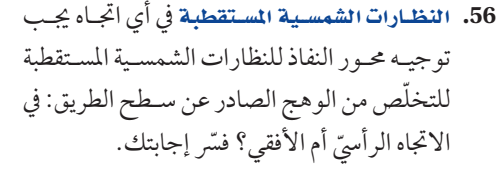 56. النظارات الشمسية المستقطبة في أي اتجاه يجب
توجيه محور النفاذ للنظارات الشمسية المستقطبة
للتخلّص من الوهج الصادر عن سطح الطريق: في
الاتجاه الرأسيّ أم الأفقي؟ فسّر إجابتك.